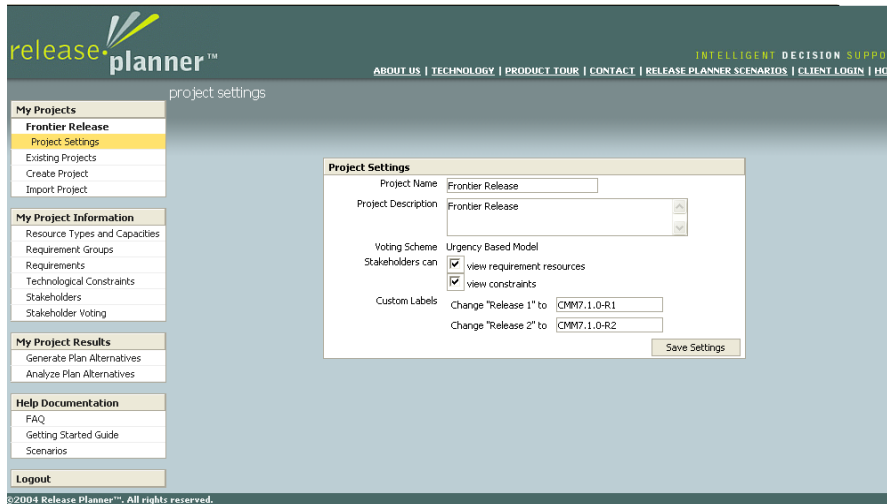 release planner™
INTELLIGENT DECISION SUPPO
ABOUT US | TECHNOLOGY | PRODUCT TOUR | CONTACT | RELEASE PLANNER SCENARIOS | CLIENT LOGIN | HO
project settings
My Projects
Frontier Release
Project Settings
Existing Projects
Create Project
Import Project
My Project Information
Resource Types and Capacities
Requirement Groups
Requirements
Technological Constraints
Stakeholders
Stakeholder Voting
My Project Results
Generate Plan Alternatives
Analyze Plan Alternatives
Help Documentation
FAQ
Getting Started Guide
Scenarios
Logout
Project Settings
Project Name Frontier Release
Project Description Frontier Release
Voting Scheme Urgency Based Model
Stakeholders can view requirement resources
view constraints
Custom Labels Change "Release 1" to CMM7.1.0-R1
Change "Release 2" to CMM7.1.0-R2
Save Settings
©2004 Release Planner™. All rights reserved.